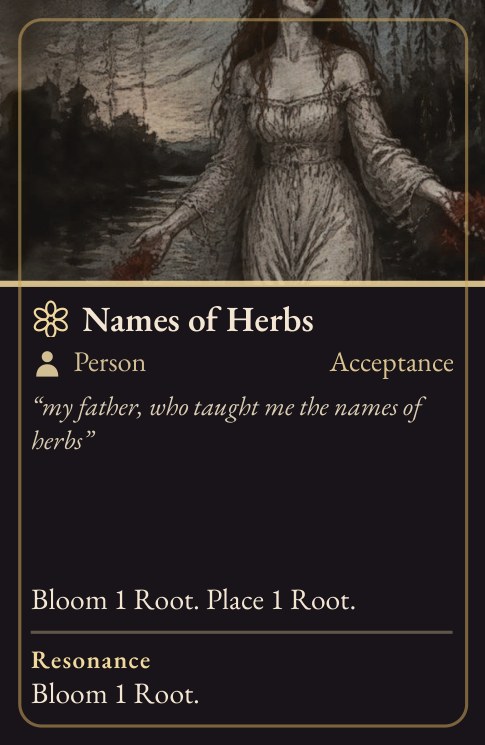 Names of Herbs
Person Acceptance
“my father, who taught me the names of
herbs”
Bloom 1 Root. Place 1 Root.
Resonance
Bloom 1 Root.